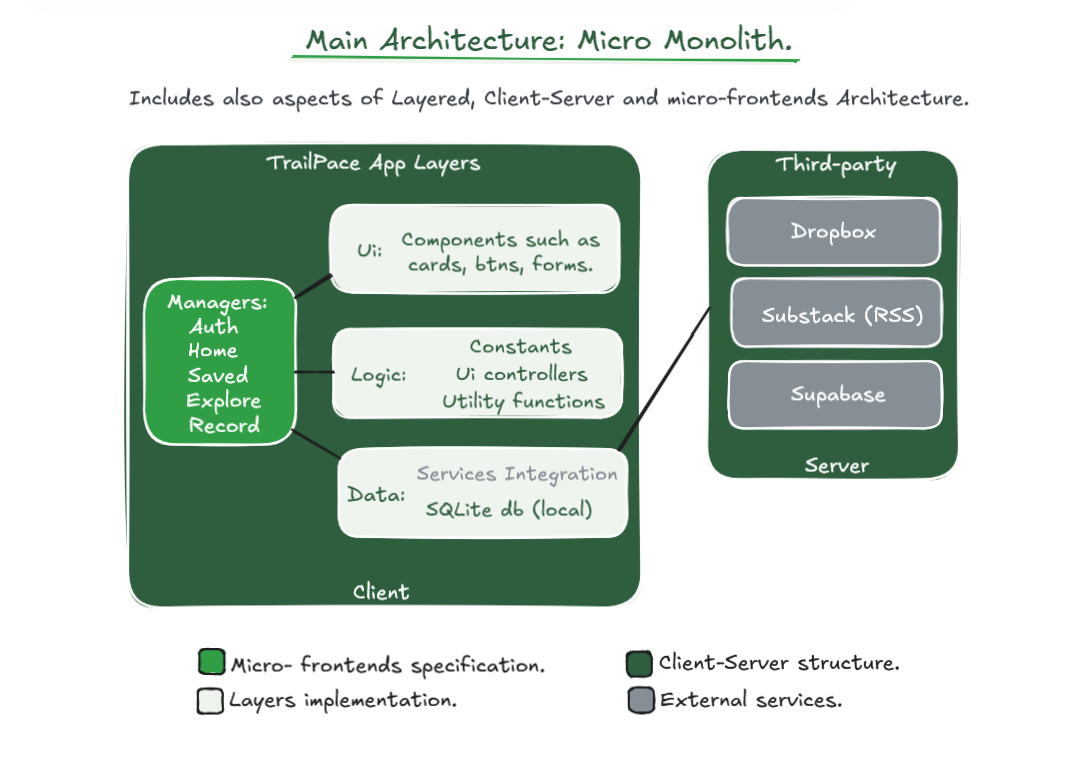 Main Architecture: Micro Monolith.
Includes also aspects of Layered, Client-Server and micro-frontends Architecture.
TrailPace App Layers
Ui:
Components such as
cards, btns, forms.
Managers:
Auth
Home
Saved
Explore
Record
Logic:
Constants
Ui controllers
Utility functions
Data:
Services Integration
SQLite db (local)
Client
Third-party
Dropbox
Substack (RSS)
Supabase
Server
Micro- frontends specification.
Layers implementation.
Client-Server structure.
External services.